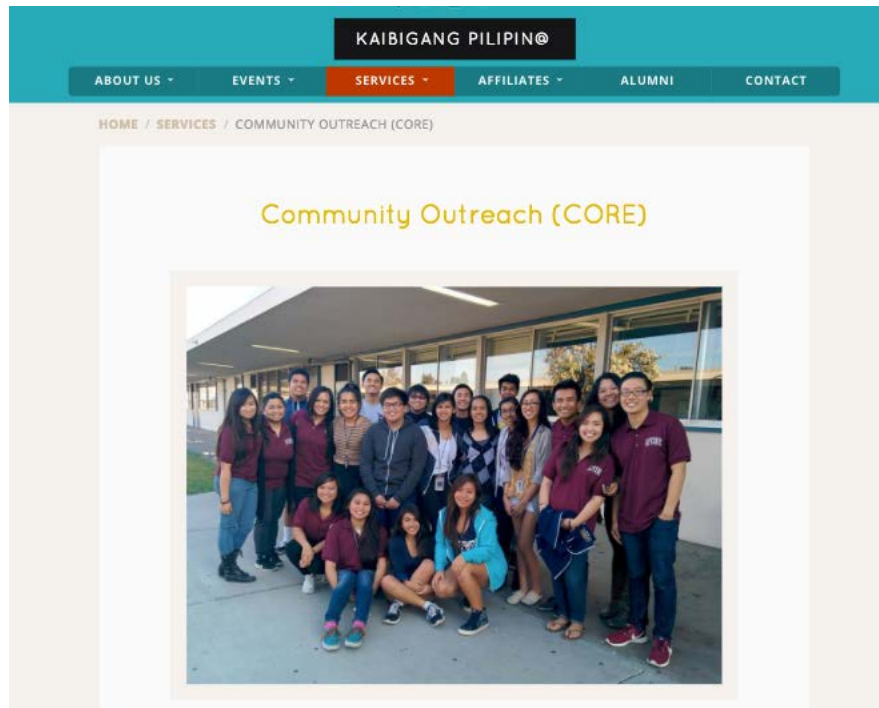 KAIBIGANG PILIPIN@
ABOUT US EVENTS SERVICES AFFILIATES ALUMNI CONTACT
HOME / SERVICES / COMMUNITY OUTREACH (CORE)
Community Outreach (CORE)